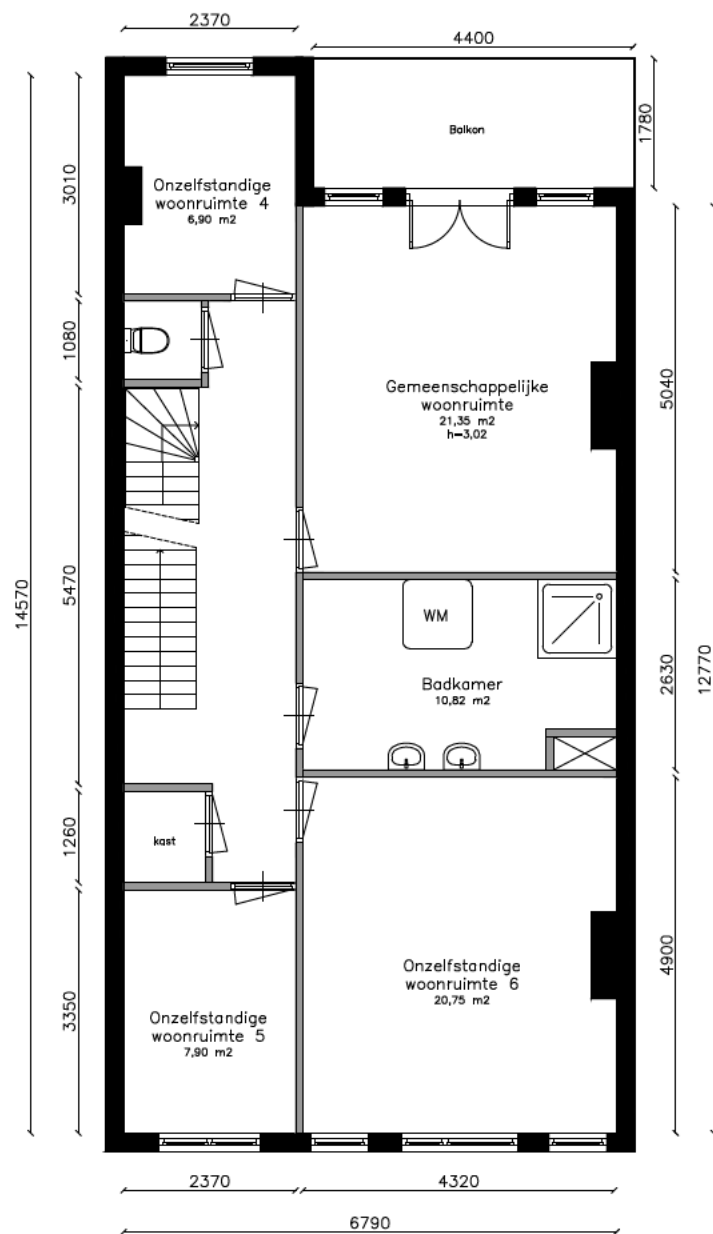 2370
4400
Balkon
1780
3010
Onzelfstandige
woonruimte 4
6,90 m2
1080
Gemeenschappelijke
woonruimte
21,35 m2
h=3,02
5040
14570
5470
12770
WM
2630
Badkamer
10,82 m2
1260
kast
4900
Onzelfstandige
woonruimte 6
20,75 m2
3350
Onzelfstandige
woonruimte 5
7,90 m2
2370
4320
6790